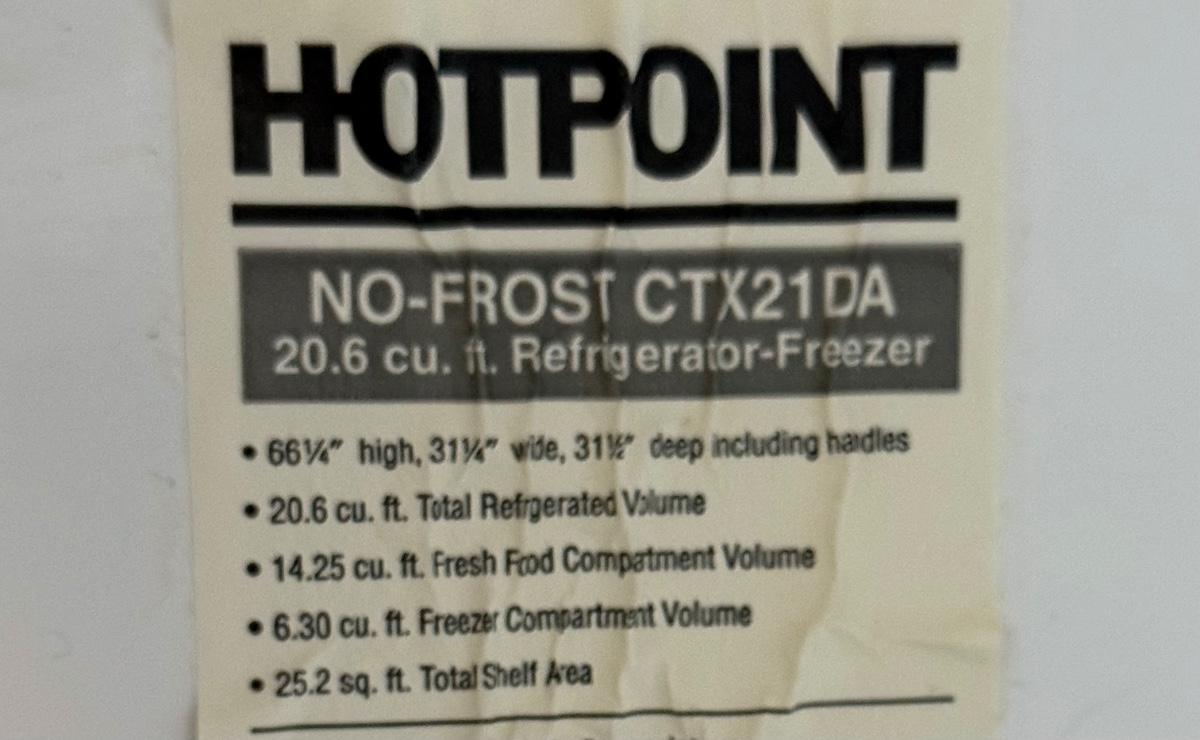 HOTPOINT
NO-FROST CTX21DA
20.6 cu. ft. Refrigerator-Freezer
• 66¼" high, 31¼" wide, 31½" deep including handles
• 20.6 cu. ft. Total Refrigerated Volume
• 14.25 cu. ft. Fresh Food Compartment Volume
• 6.30 cu. ft. Freezer Compartment Volume
• 25.2 sq. ft. Total Shelf Area